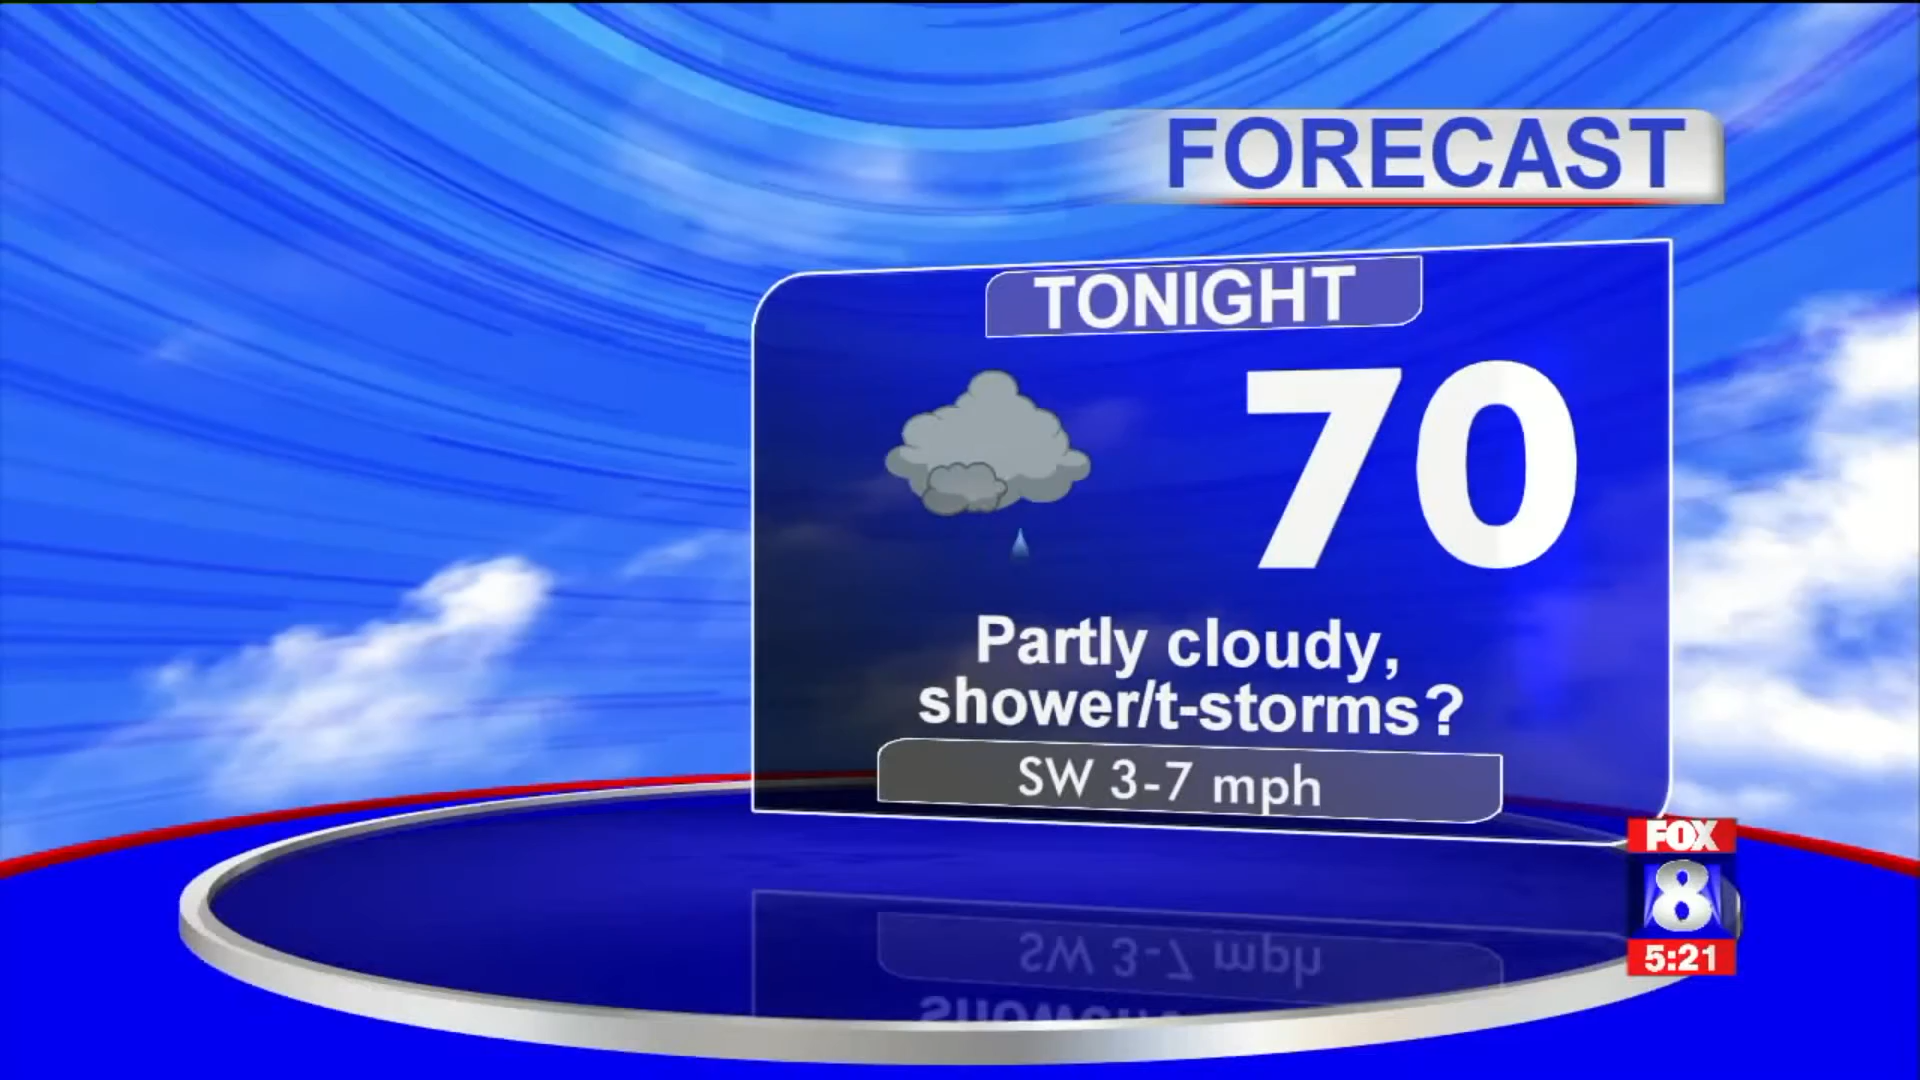 FORECAST
TONIGHT
70
Partly cloudy,
shower/t-storms?
SW 3-7 mph
FOX
8
5:21